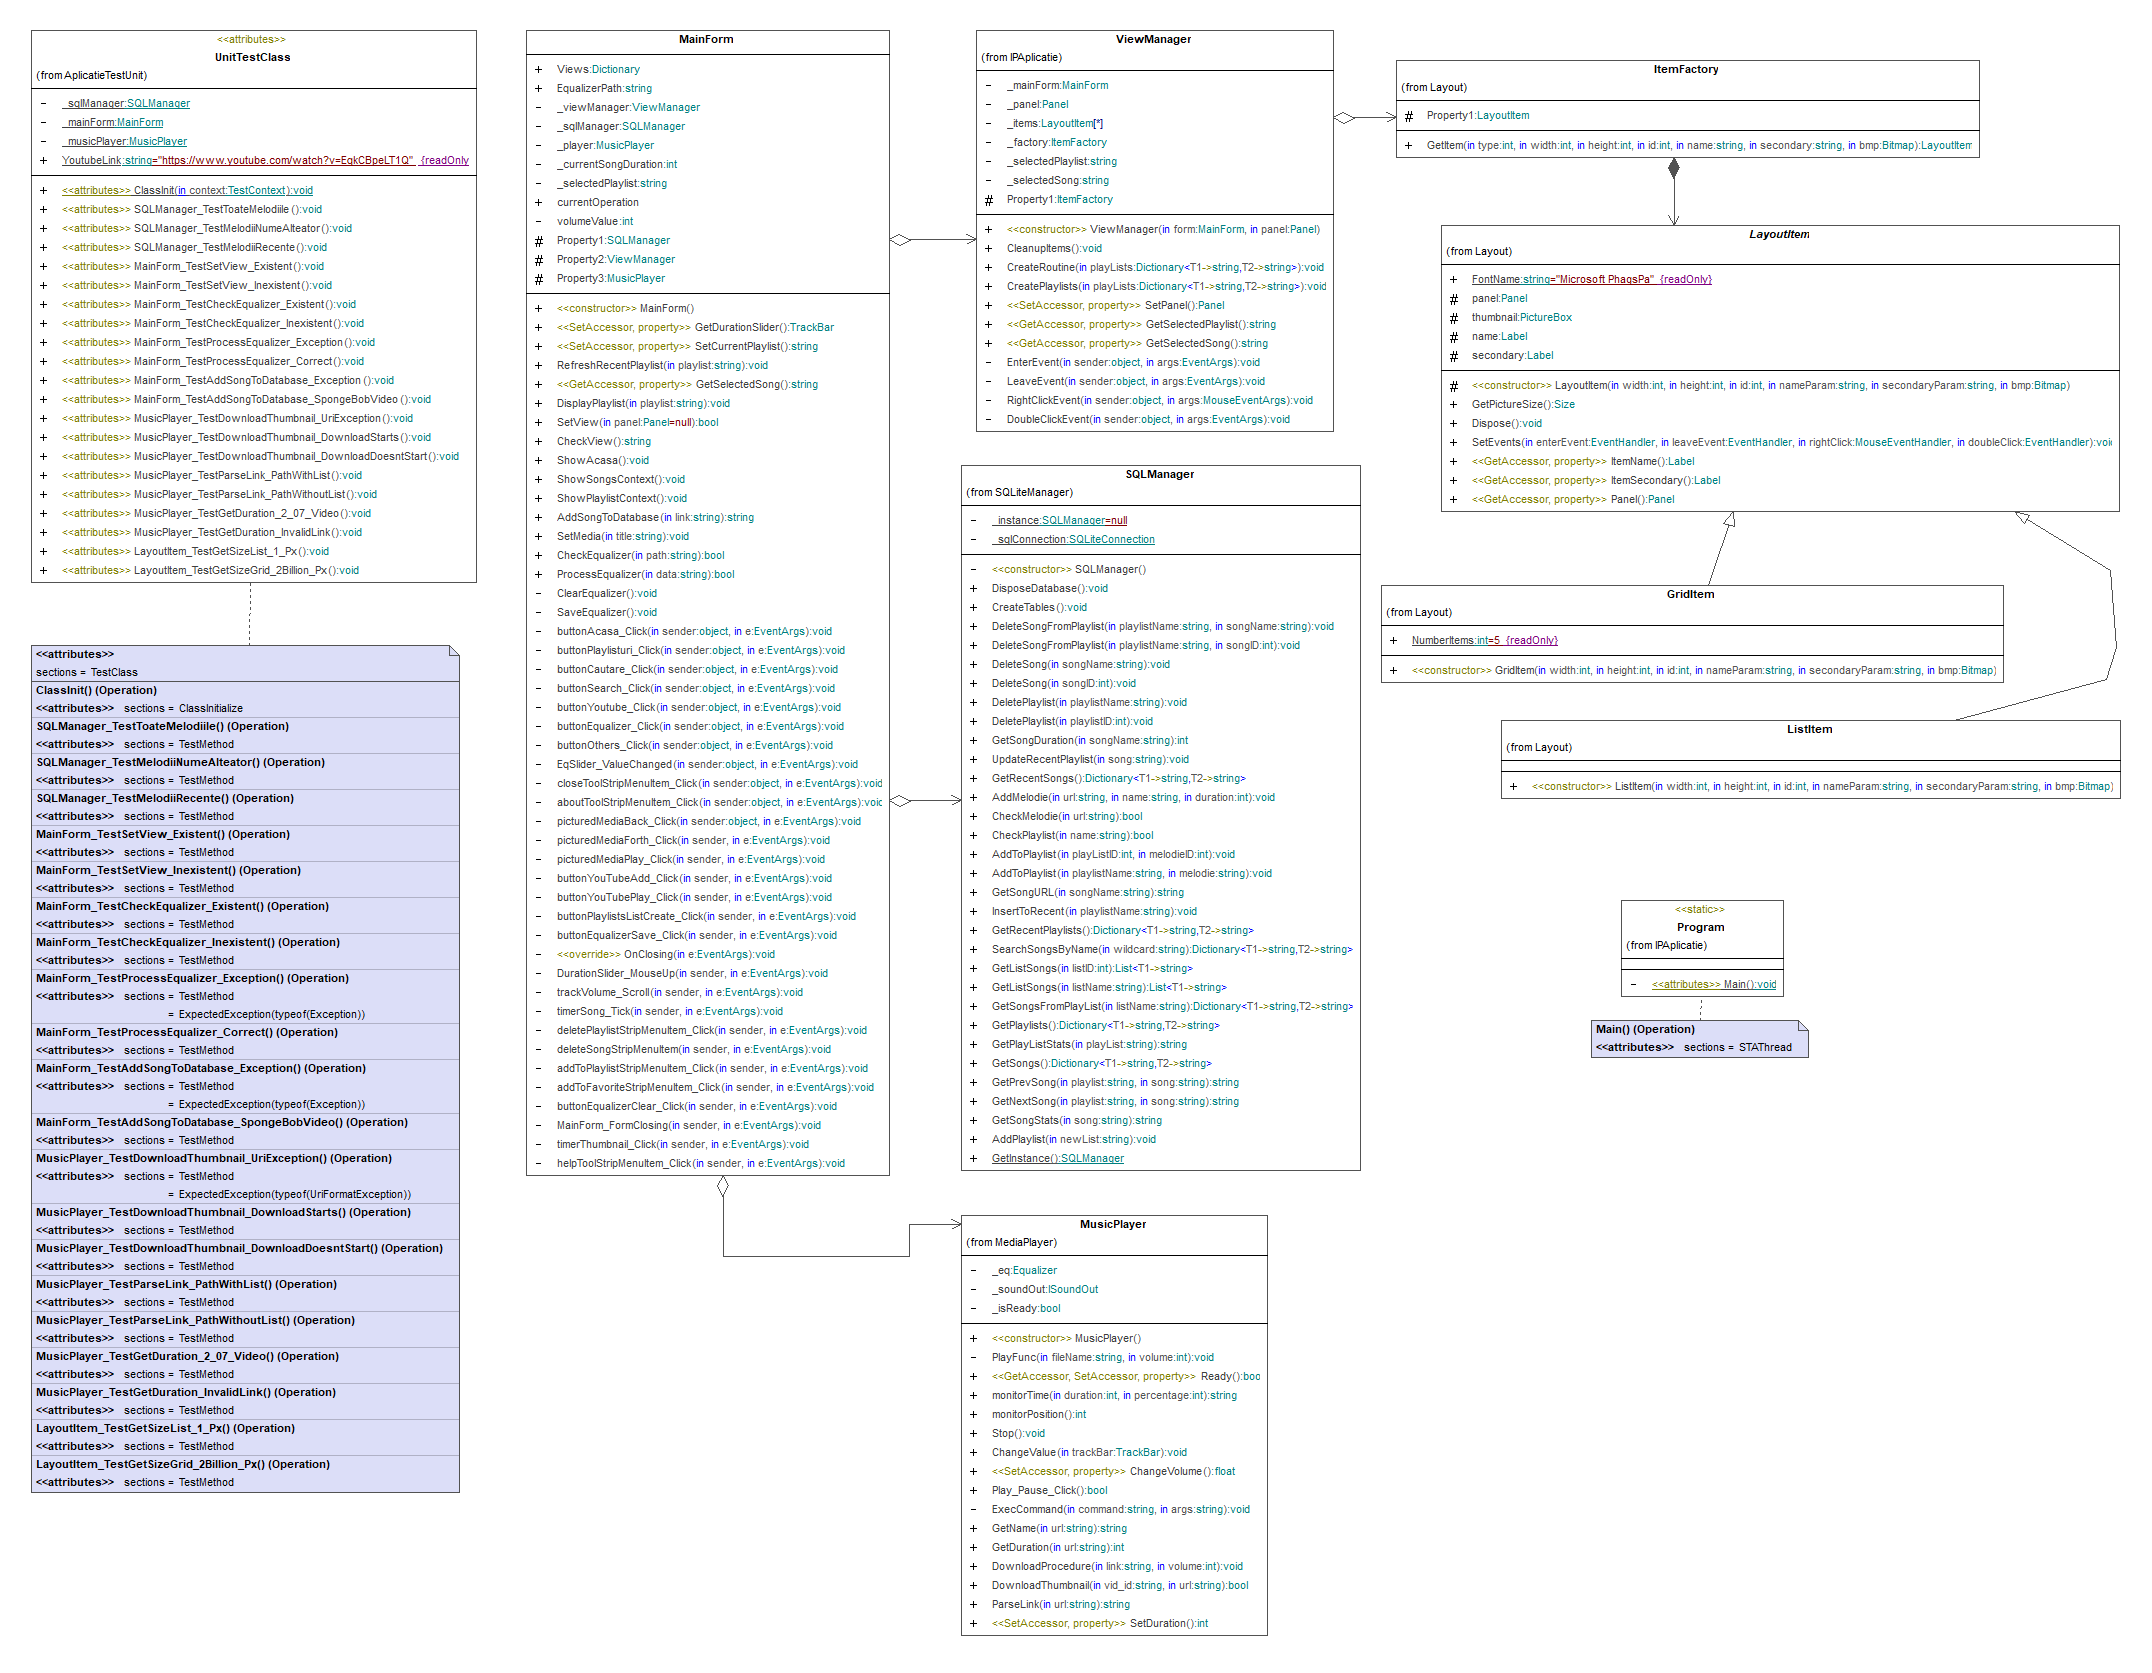 <<attributes>>
UnitTestClass
(from AplicatieTestUnit)
- _sqlManager:SQLManager
- _mainForm:MainForm
- _musicPlayer:MusicPlayer
+ YoutubeLink:string="https://www.youtube.com/watch?v=EqkCBpeLT1Q" {readOnly
+ <<attributes>> ClassInit(in context:TestContext):void
+ <<attributes>> SQLManager_TestToateMelodiile():void
+ <<attributes>> SQLManager_TestMelodiiNumeAlteator():void
+ <<attributes>> SQLManager_TestMelodiiRecente():void
+ <<attributes>> MainForm_TestSetView_Existent():void
+ <<attributes>> MainForm_TestSetView_Inexistent():void
+ <<attributes>> MainForm_TestCheckEqualizer_Existent():void
+ <<attributes>> MainForm_TestCheckEqualizer_Inexistent():void
+ <<attributes>> MainForm_TestProcessEqualizer_Exception():void
+ <<attributes>> MainForm_TestProcessEqualizer_Correct():void
+ <<attributes>> MainForm_TestAddSongToDatabase_Exception():void
+ <<attributes>> MainForm_TestAddSongToDatabase_SpongeBobVideo():void
+ <<attributes>> MusicPlayer_TestDownloadThumbnail_UriException():void
+ <<attributes>> MusicPlayer_TestDownloadThumbnail_DownloadStarts():void
+ <<attributes>> MusicPlayer_TestDownloadThumbnail_DownloadDoesntStart():void
+ <<attributes>> MusicPlayer_TestParseLink_PathWithList():void
+ <<attributes>> MusicPlayer_TestParseLink_PathWithoutList():void
+ <<attributes>> MusicPlayer_TestGetDuration_2_07_Video():void
+ <<attributes>> MusicPlayer_TestGetDuration_InvalidLink():void
+ <<attributes>> LayoutItem_TestGetSizeList_1_Px():void
+ <<attributes>> LayoutItem_TestGetSizeGrid_2Billion_Px():void
<<attributes>>
sections = TestClass
ClassInit() (Operation)
<<attributes>> sections = ClassInitialize
SQLManager_TestToateMelodiile() (Operation)
<<attributes>> sections = TestMethod
SQLManager_TestMelodiiNumeAlteator() (Operation)
<<attributes>> sections = TestMethod
SQLManager_TestMelodiiRecente() (Operation)
<<attributes>> sections = TestMethod
MainForm_TestSetView_Existent() (Operation)
<<attributes>> sections = TestMethod
MainForm_TestSetView_Inexistent() (Operation)
<<attributes>> sections = TestMethod
MainForm_TestCheckEqualizer_Existent() (Operation)
<<attributes>> sections = TestMethod
MainForm_TestCheckEqualizer_Inexistent() (Operation)
<<attributes>> sections = TestMethod
MainForm_TestProcessEqualizer_Exception() (Operation)
<<attributes>> sections = TestMethod
= ExpectedException(typeof(Exception))
MainForm_TestProcessEqualizer_Correct() (Operation)
<<attributes>> sections = TestMethod
MainForm_TestAddSongToDatabase_Exception() (Operation)
<<attributes>> sections = TestMethod
= ExpectedException(typeof(Exception))
MainForm_TestAddSongToDatabase_SpongeBobVideo() (Operation)
<<attributes>> sections = TestMethod
MusicPlayer_TestDownloadThumbnail_UriException() (Operation)
<<attributes>> sections = TestMethod
= ExpectedException(typeof(UriFormatException))
MusicPlayer_TestDownloadThumbnail_DownloadStarts() (Operation)
<<attributes>> sections = TestMethod
MusicPlayer_TestDownloadThumbnail_DownloadDoesntStart() (Operation)
<<attributes>> sections = TestMethod
MusicPlayer_TestParseLink_PathWithList() (Operation)
<<attributes>> sections = TestMethod
MusicPlayer_TestParseLink_PathWithoutList() (Operation)
<<attributes>> sections = TestMethod
MusicPlayer_TestGetDuration_2_07_Video() (Operation)
<<attributes>> sections = TestMethod
MusicPlayer_TestGetDuration_InvalidLink() (Operation)
<<attributes>> sections = TestMethod
LayoutItem_TestGetSizeList_1_Px() (Operation)
<<attributes>> sections = TestMethod
LayoutItem_TestGetSizeGrid_2Billion_Px() (Operation)
<<attributes>> sections = TestMethod
MainForm
+ Views:Dictionary
+ EqualizerPath:string
- _viewManager:ViewManager
- _sqlManager:SQLManager
- _player:MusicPlayer
- _currentSongDuration:int
- _selectedPlaylist:string
+ currentOperation
- volumeValue:int
# Property1:SQLManager
# Property2:ViewManager
# Property3:MusicPlayer
+ <<constructor>> MainForm()
+ <<SetAccessor, property>> GetDurationSlider():TrackBar
+ <<SetAccessor, property>> SetCurrentPlaylist():string
+ RefreshRecentPlaylist(in playlist:string):void
+ <<GetAccessor, property>> GetSelectedSong():string
+ DisplayPlaylist(in playlist:string):void
+ SetView(in panel:Panel=null):bool
+ CheckView():string
+ ShowAcasa():void
+ ShowSongsContext():void
+ ShowPlaylistContext():void
+ AddSongToDatabase(in link:string):string
+ SetMedia(in title:string):void
+ CheckEqualizer(in path:string):bool
+ ProcessEqualizer(in data:string):bool
- ClearEqualizer():void
- SaveEqualizer():void
- buttonAcasa_Click(in sender:object, in e:EventArgs):void
- buttonPlaylisturi_Click(in sender:object, in e:EventArgs):void
- buttonCautare_Click(in sender:object, in e:EventArgs):void
- buttonSearch_Click(in sender:object, in e:EventArgs):void
- buttonYoutube_Click(in sender:object, in e:EventArgs):void
- buttonEqualizer_Click(in sender:object, in e:EventArgs):void
- buttonOthers_Click(in sender:object, in e:EventArgs):void
- EqSlider_ValueChanged(in sender:object, in e:EventArgs):void
- closeToolStripMenuItem_Click(in sender:object, in e:EventArgs):void
- aboutToolStripMenuItem_Click(in sender:object, in e:EventArgs):voic
- picturedMediaBack_Click(in sender:object, in e:EventArgs):void
- picturedMediaForth_Click(in sender, in e:EventArgs):void
- picturedMediaPlay_Click(in sender, in e:EventArgs):void
- buttonYouTubeAdd_Click(in sender, in e:EventArgs):void
- buttonYouTubePlay_Click(in sender, in e:EventArgs):void
- buttonPlaylistsListCreate_Click(in sender, in e:EventArgs):void
- buttonEqualizerSave_Click(in sender, in e:EventArgs):void
- <<override>> OnClosing(in e:EventArgs):void
- DurationSlider_MouseUp(in sender, in e:EventArgs):void
- trackVolume_Scroll(in sender, in e:EventArgs):void
- timerSong_Tick(in sender, in e:EventArgs):void
- deletePlaylistStripMenuItem_Click(in sender, in e:EventArgs):void
- deleteSongStripMenuItem(in sender, in e:EventArgs):void
- addToPlaylistStripMenuItem_Click(in sender, in e:EventArgs):void
- addToFavoriteStripMenuItem_Click(in sender, in e:EventArgs):void
- buttonEqualizerClear_Click(in sender, in e:EventArgs):void
- MainForm_FormClosing(in sender, in e:EventArgs):void
- timerThumbnail_Click(in sender, in e:EventArgs):void
- helpToolStripMenuItem_Click(in sender, in e:EventArgs):void
ViewManager
(from IPAplicatie)
- _mainForm:MainForm
- _panel:Panel
- _items:LayoutItem[*]
- _factory:ItemFactory
- _selectedPlaylist:string
- _selectedSong:string
# Property1:ItemFactory
+ <<constructor>> ViewManager(in form:MainForm, in panel:Panel)
+ CleanupItems():void
+ CreateRoutine(in playLists:Dictionary<T1->string,T2->string>):void
+ CreatePlaylists(in playLists:Dictionary<T1->string,T2->string>):void
+ <<SetAccessor, property>> SetPanel():Panel
+ <<GetAccessor, property>> GetSelectedPlaylist():string
+ <<GetAccessor, property>> GetSelectedSong():string
- EnterEvent(in sender:object, in args:EventArgs):void
- LeaveEvent(in sender:object, in args:EventArgs):void
- RightClickEvent(in sender:object, in args:MouseEventArgs):void
- DoubleClickEvent(in sender:object, in args:EventArgs):void
SQLManager
(from SQLiteManager)
- _instance:SQLManager=null
- _sqlConnection:SQLiteConnection
- <<constructor>> SQLManager()
+ DisposeDatabase():void
+ CreateTables():void
+ DeleteSongFromPlaylist(in playlistName:string, in songName:string):void
+ DeleteSongFromPlaylist(in playlistName:string, in songID:int):void
+ DeleteSong(in songName:string):void
+ DeleteSong(in songID:int):void
+ DeletePlaylist(in playlistName:string):void
+ DeletePlaylist(in playlistID:int):void
+ GetSongDuration(in songName:string):int
+ UpdateRecentPlaylist(in song:string):void
+ GetRecentSongs():Dictionary<T1->string,T2->string>
+ AddMelodie(in url:string, in name:string, in duration:int):void
+ CheckMelodie(in url:string):bool
+ CheckPlaylist(in name:string):bool
+ AddToPlaylist(in playListID:int, in melodieID:int):void
+ AddToPlaylist(in playlistName:string, in melodie:string):void
+ GetSongURL(in songName:string):string
+ InsertToRecent(in playlistName:string):void
+ GetRecentPlaylists():Dictionary<T1->string,T2->string>
+ SearchSongsByName(in wildcard:string):Dictionary<T1->string,T2->string>
+ GetListSongs(in listID:int):List<T1->string>
+ GetListSongs(in listName:string):List<T1->string>
+ GetSongsFromPlayList(in listName:string):Dictionary<T1->string,T2->string>
+ GetPlaylists():Dictionary<T1->string,T2->string>
+ GetPlayListStats(in playList:string):string
+ GetSongs():Dictionary<T1->string,T2->string>
+ GetPrevSong(in playlist:string, in song:string):string
+ GetNextSong(in playlist:string, in song:string):string
+ GetSongStats(in song:string):string
+ AddPlaylist(in newList:string):void
+ GetInstance():SQLManager
MusicPlayer
(from MediaPlayer)
- _eq:Equalizer
- _soundOut:ISoundOut
- _isReady:bool
+ <<constructor>> MusicPlayer()
- PlayFunc(in fileName:string, in volume:int):void
+ <<GetAccessor, SetAccessor, property>> Ready():boo
+ monitorTime(in duration:int, in percentage:int):string
+ monitorPosition():int
+ Stop():void
+ ChangeValue(in trackBar:TrackBar):void
+ <<SetAccessor, property>> ChangeVolume():float
+ Play_Pause_Click():bool
- ExecCommand(in command:string, in args:string):void
+ GetName(in url:string):string
+ GetDuration(in url:string):int
+ DownloadProcedure(in link:string, in volume:int):void
+ DownloadThumbnail(in vid_id:string, in url:string):bool
+ ParseLink(in url:string):string
+ <<SetAccessor, property>> SetDuration():int
ItemFactory
(from Layout)
# Property1:LayoutItem
+ GetItem(in type:int, in width:int, in height:int, in id:int, in name:string, in secondary:string, in bmp:Bitmap):LayoutItem
LayoutItem
(from Layout)
+ FontName:string="Microsoft PhagsPa" {readOnly}
# panel:Panel
# thumbnail:PictureBox
# name:Label
# secondary:Label
# <<constructor>> LayoutItem(in width:int, in height:int, in id:int, in nameParam:string, in secondaryParam:string, in bmp:Bitmap)
+ GetPictureSize():Size
+ Dispose():void
+ SetEvents(in enterEvent:EventHandler, in leaveEvent:EventHandler, in rightClick:MouseEventHandler, in doubleClick:EventHandler):voi
+ <<GetAccessor, property>> ItemName():Label
+ <<GetAccessor, property>> ItemSecondary():Label
+ <<GetAccessor, property>> Panel():Panel
GridItem
(from Layout)
+ NumberItems:int=5 {readOnly}
+ <<constructor>> GridItem(in width:int, in height:int, in id:int, in nameParam:string, in secondaryParam:string, in bmp:Bitmap)
ListItem
(from Layout)
+ <<constructor>> ListItem(in width:int, in height:int, in id:int, in nameParam:string, in secondaryParam:string, in bmp:Bitmap)
<<static>>
Program
(from IPAplicatie)
- <<attributes>> Main():void
Main() (Operation)
<<attributes>> sections = STAThread